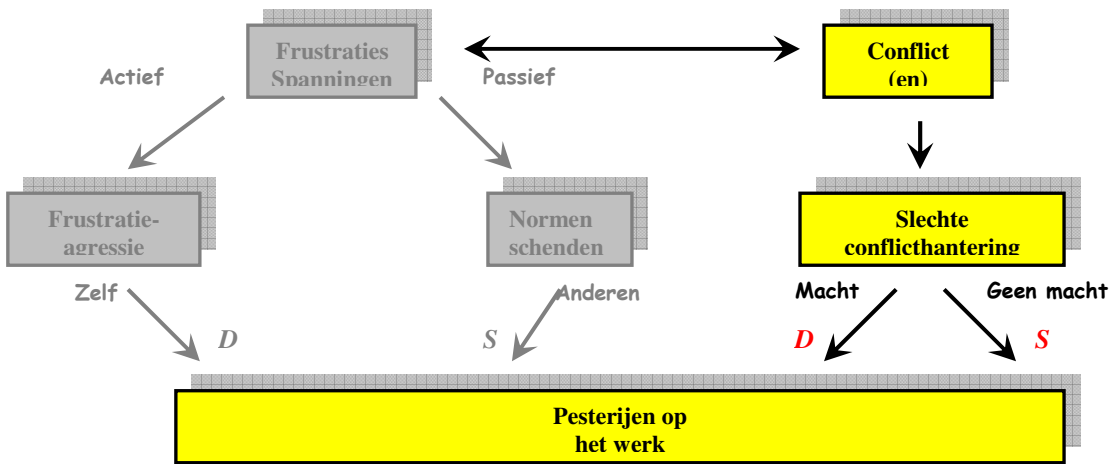 Frustraties
Spanningen
Conflict
(en)
Actief
Passief
Frustratie-
agressie
Normen
schenden
Slechte
conflicthantering
Zelf
Anderen
Macht
Geen macht
D
S
D
S
Pesterijen op
het werk